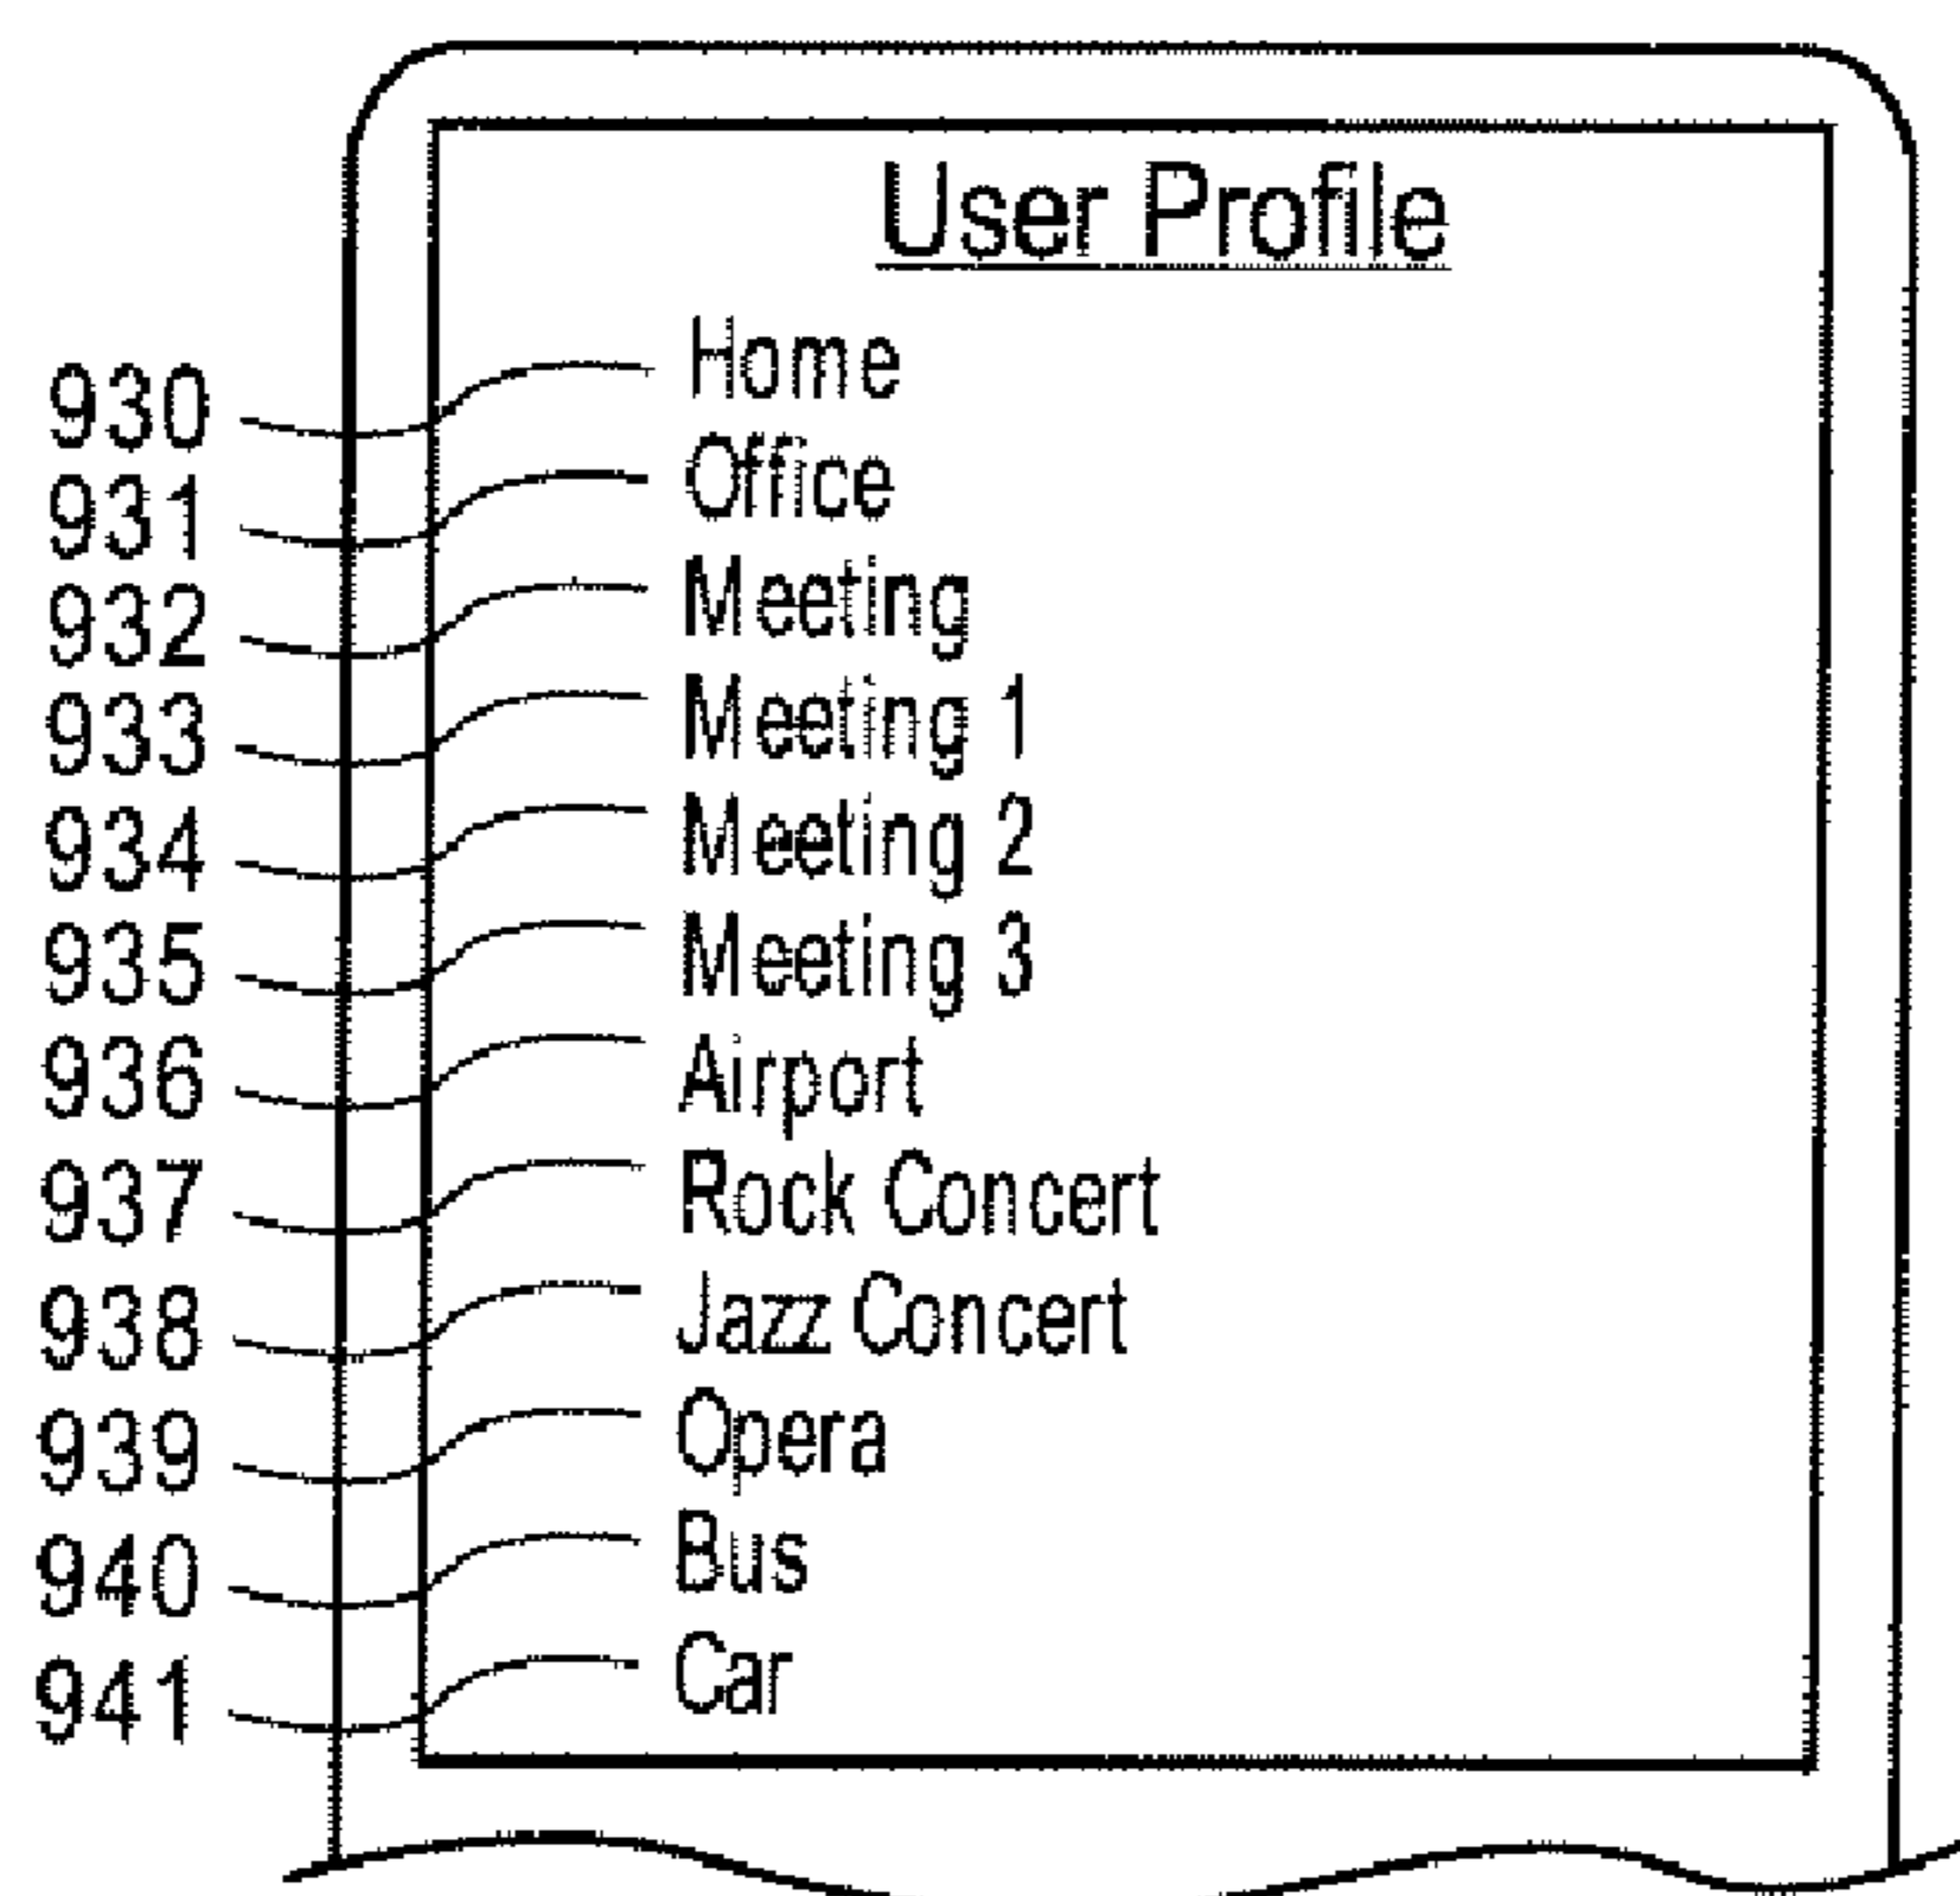 User Profile
930 Home
931 Office
932 Meeting
933 Meeting 1
934 Meeting 2
935 Meeting 3
936 Airport
937 Rock Concert
938 Jazz Concert
939 Opera
940 Bus
941 Car